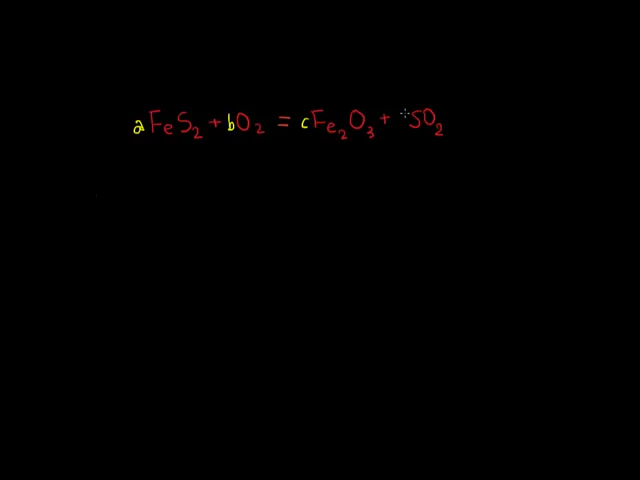 aFeS₂ + bO₂ = cFe₂O₃ + SO₂